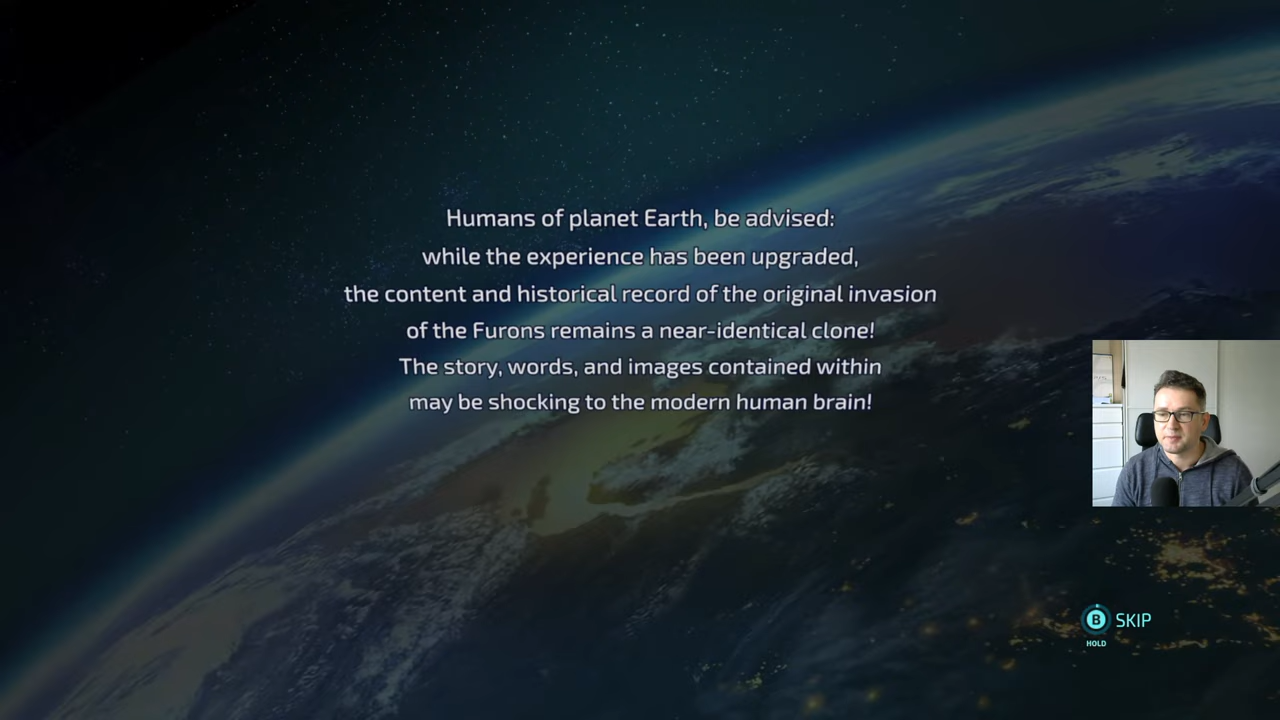 Humans of planet Earth, be advised:
while the experience has been upgraded,
the content and historical record of the original invasion
of the Furons remains a near-identical clone!
The story, words, and images contained within
may be shocking to the modern human brain!
B SKIP
HOLD